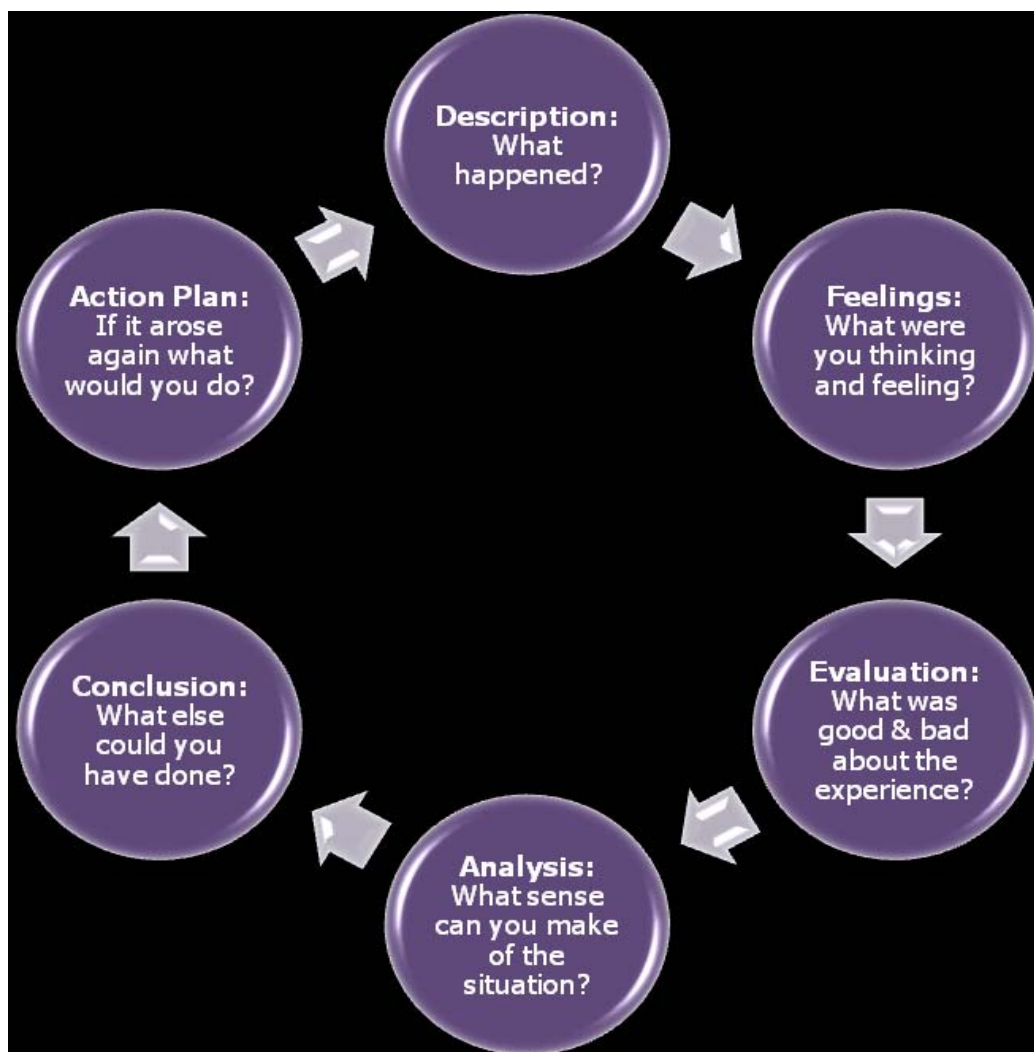 Description:
What
happened?
Feelings:
What were
you thinking
and feeling?
Evaluation:
What was
good & bad
about the
experience?
Analysis:
What sense
can you make
of the
situation?
Conclusion:
What else
could you
have done?
Action Plan:
If it arose
again what
would you do?